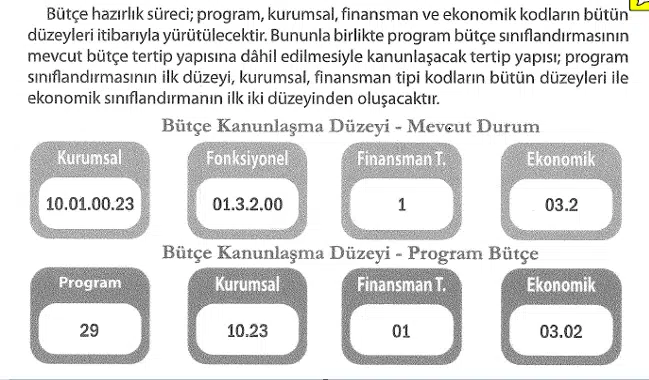 Bütçe hazırlık süreci; program, kurumsal, finansman ve ekonomik kodların bütün
düzeyleri itibarıyla yürütülecektir. Bununla birlikte program bütçe sınıflandırmasının
mevcut bütçe tertip yapısına dâhil edilmesiyle kanunlaşacak tertip yapısı; program
sınıflandırmasının ilk düzeyi, kurumsal, finansman tipi kodların bütün düzeyleri ile
ekonomik sınıflandırmanın ilk iki düzeyinden oluşacaktır.
Bütçe Kanunlaşma Düzeyi - Mevcut Durum
Kurumsal Fonksiyonel Finansman T. Ekonomik
10.01.00.23 01.3.2.00 1 03.2
Bütçe Kanunlaşma Düzeyi - Program Bütçe
Program Kurumsal Finansman T. Ekonomik
29 10.23 01 03.02